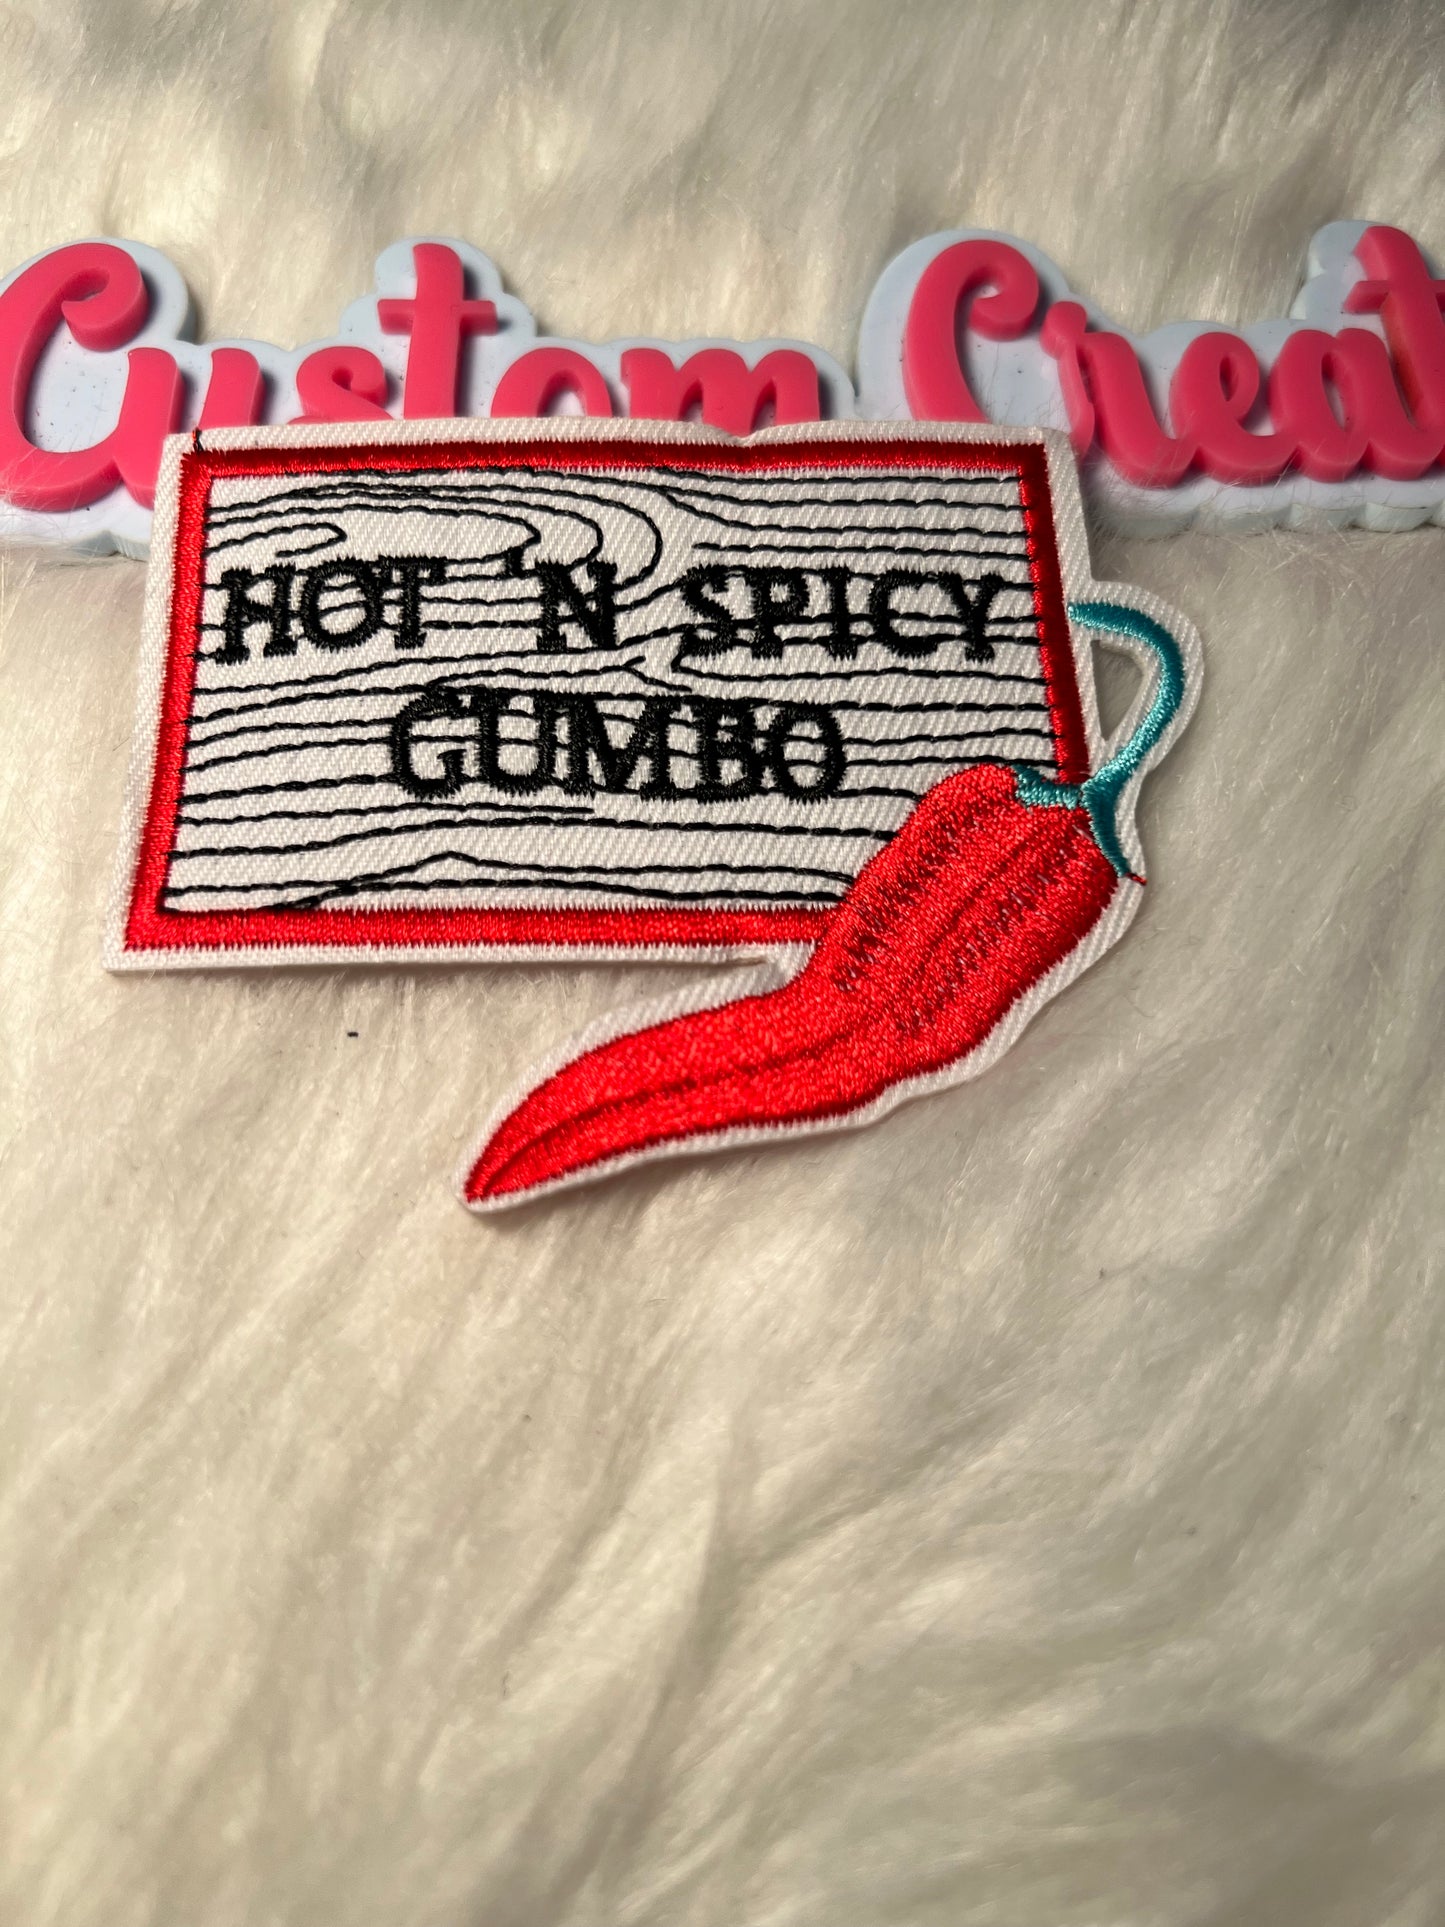 Custom Creat
HOT 'N SPICY
GUMBO